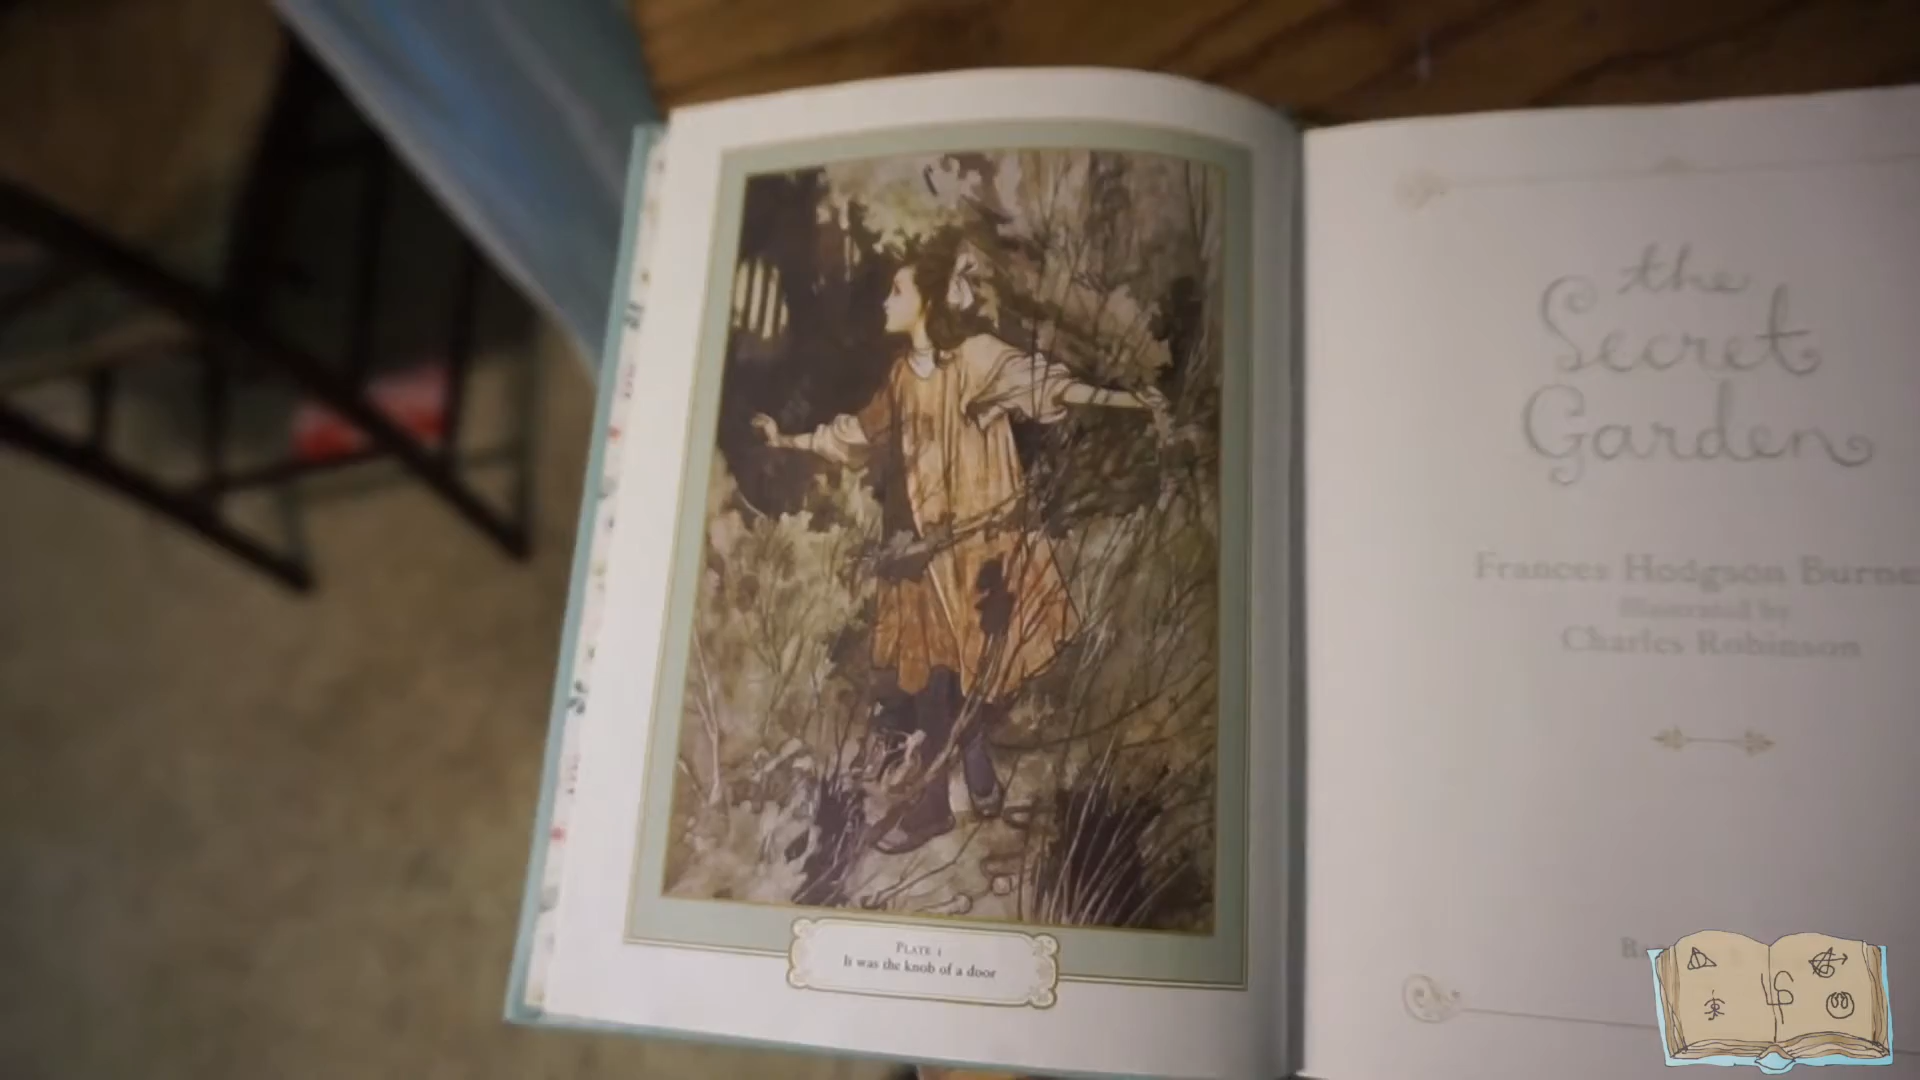 PLATE 1
It was the knob of a door
the
Secret
Garden
Frances Hodgson Burne
Illustrated by
Charles Robinson